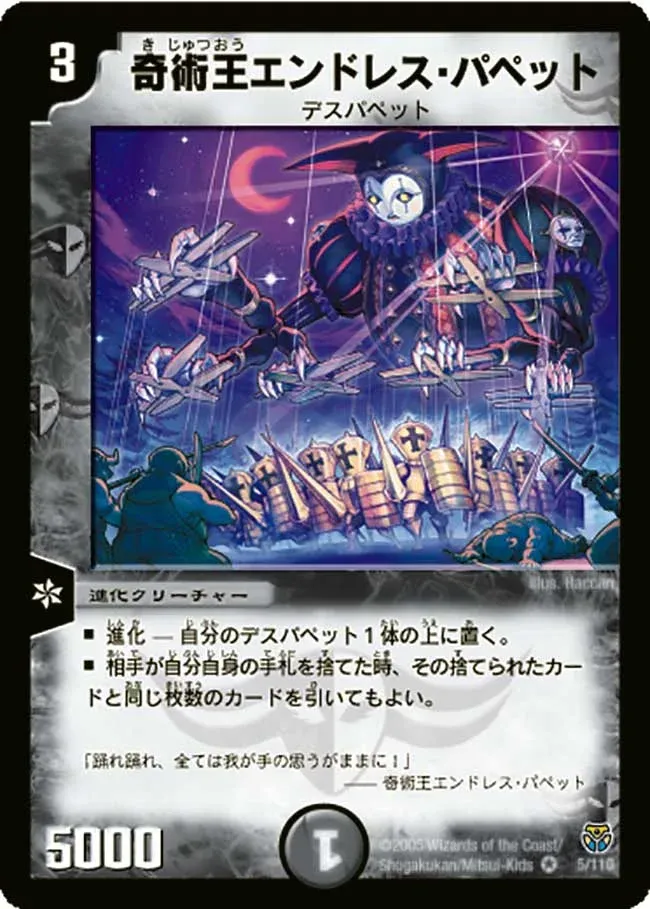 3
き じゅつおう
奇術王エンドレス・パペット
デスパペット
Illus. Haccan
進化クリーチャー
■ 進化 — 自分のデスパペット1体の上に置く。
■ 相手が自分自身の手札を捨てた時、その捨てられたカー
ドと同じ枚数のカードを引いてもよい。
「踊れ踊れ、全ては我が手の思うがままに！」
—— 奇術王エンドレス・パペット
5000
1
©2005 Wizards of the Coast/
Shogakukan/Mitsui-Kids
5/110